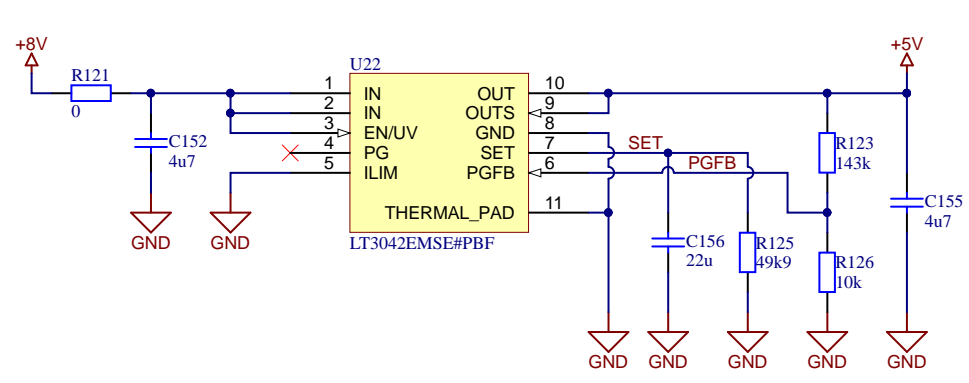 +8V
+5V
R121
0
U22
1 IN OUT 10
2 IN OUTS 9
3 EN/UV GND 8
4 PG SET 7 SET
5 ILIM PGFB 6 PGFB
THERMAL_PAD 11
LT3042EMSE#PBF
C152
4u7
R123
143k
C155
4u7
C156
22u
R125
49k9
R126
10k
GND
GND
GND
GND
GND
GND
GND